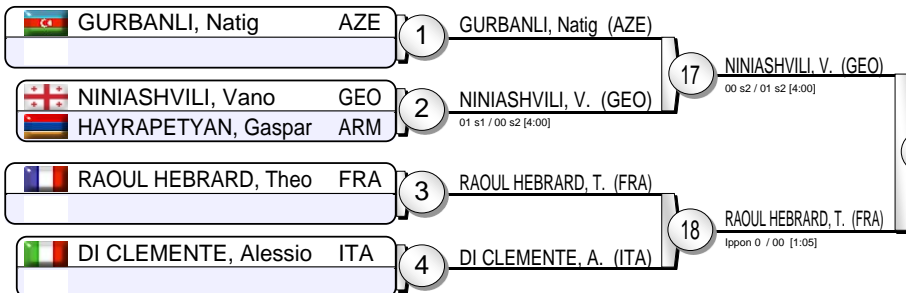 GURBANLI, Natig AZE
1
GURBANLI, Natig (AZE)
17
NINIASHVILI, V. (GEO)
00 s2 / 01 s2 [4:00]
NINIASHVILI, Vano GEO
HAYRAPETYAN, Gaspar ARM
2
NINIASHVILI, V. (GEO)
01 s1 / 00 s2 [4:00]
RAOUL HEBRARD, Theo FRA
3
RAOUL HEBRARD, T. (FRA)
18
RAOUL HEBRARD, T. (FRA)
Ippon 0 / 00 [1:05]
DI CLEMENTE, Alessio ITA
4
DI CLEMENTE, A. (ITA)